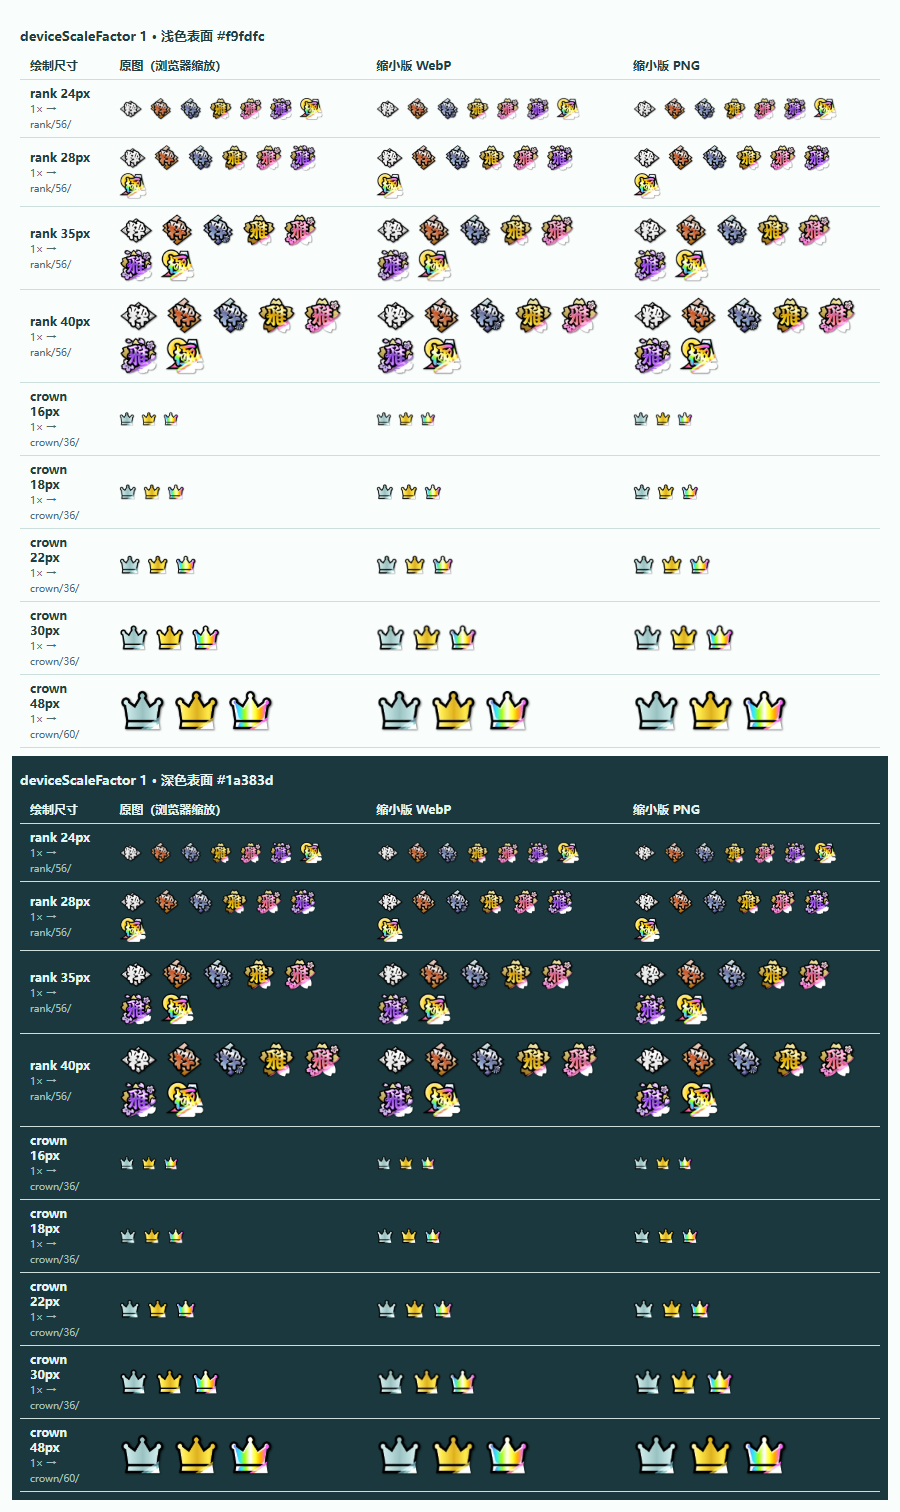 deviceScaleFactor 1 • 浅色表面 #f9fdfc
绘制尺寸 原图（浏览器缩放） 缩小版 WebP 缩小版 PNG
rank 24px
1× →
rank/56/
rank 28px
1× →
rank/56/
rank 35px
1× →
rank/56/
rank 40px
1× →
rank/56/
crown
16px
1× →
crown/36/
crown
18px
1× →
crown/36/
crown
22px
1× →
crown/36/
crown
30px
1× →
crown/36/
crown
48px
1× →
crown/60/
deviceScaleFactor 1 • 深色表面 #1a383d
绘制尺寸 原图（浏览器缩放） 缩小版 WebP 缩小版 PNG
rank 24px
1× →
rank/56/
rank 28px
1× →
rank/56/
rank 35px
1× →
rank/56/
rank 40px
1× →
rank/56/
crown
16px
1× →
crown/36/
crown
18px
1× →
crown/36/
crown
22px
1× →
crown/36/
crown
30px
1× →
crown/36/
crown
48px
1× →
crown/60/